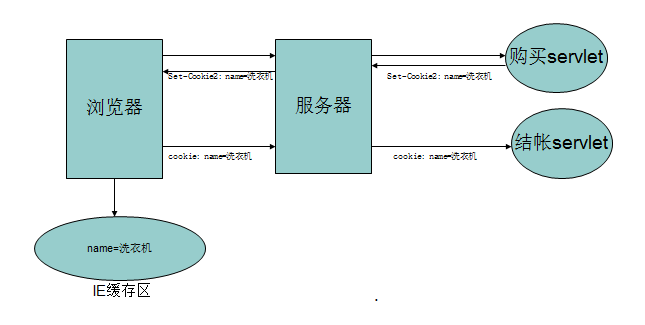 购买servlet
Set-Cookie2: name=洗衣机
Set-Cookie2: name=洗衣机
浏览器
服务器
结帐servlet
cookie: name=洗衣机
cookie: name=洗衣机
name=洗衣机
IE缓存区
.